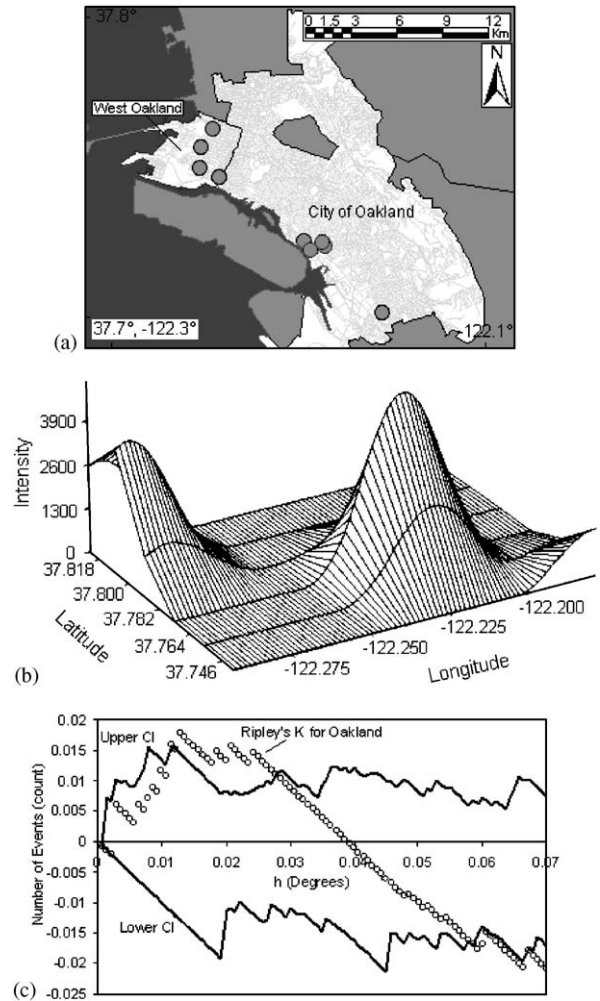 37.8°
0 1.5 3 6 9 12
Km
N
West Oakland
City of Oakland
37.7°, -122.3°
-122.1°
(a)
Intensity
3900
2600
1300
0
37.818
37.800
37.782
37.764
37.746
Latitude
-122.275
-122.250
-122.225
-122.200
Longitude
(b)
0.02
0.015
0.01
0.005
0
-0.005
-0.01
-0.015
-0.02
-0.025
Number of Events (count)
Upper CI
Ripley's K for Oakland
0 0.01 0.02 0.03 0.04 0.05 0.06 0.07
h (Degrees)
Lower CI
(c)